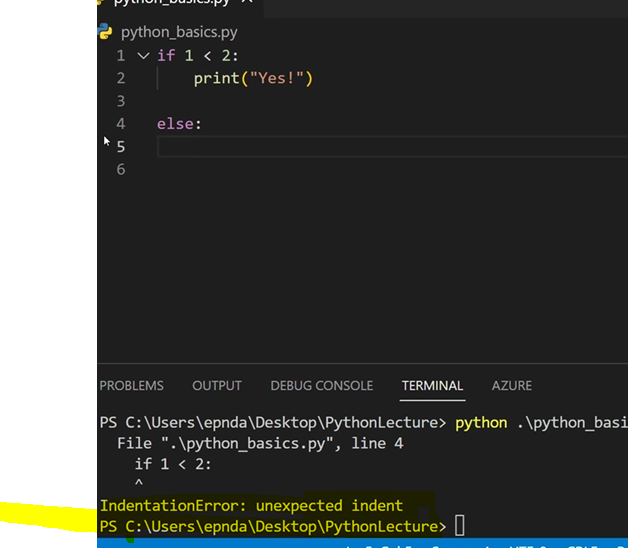 python_basics.py
python_basics.py
1 if 1 < 2:
2 print("Yes!")
3
4 else:
5
6
PROBLEMS OUTPUT DEBUG CONSOLE TERMINAL AZURE
PS C:\Users\epnda\Desktop\PythonLecture> python .\python_basi
File ".\python_basics.py", line 4
if 1 < 2:
^
IndentationError: unexpected indent
PS C:\Users\epnda\Desktop\PythonLecture>